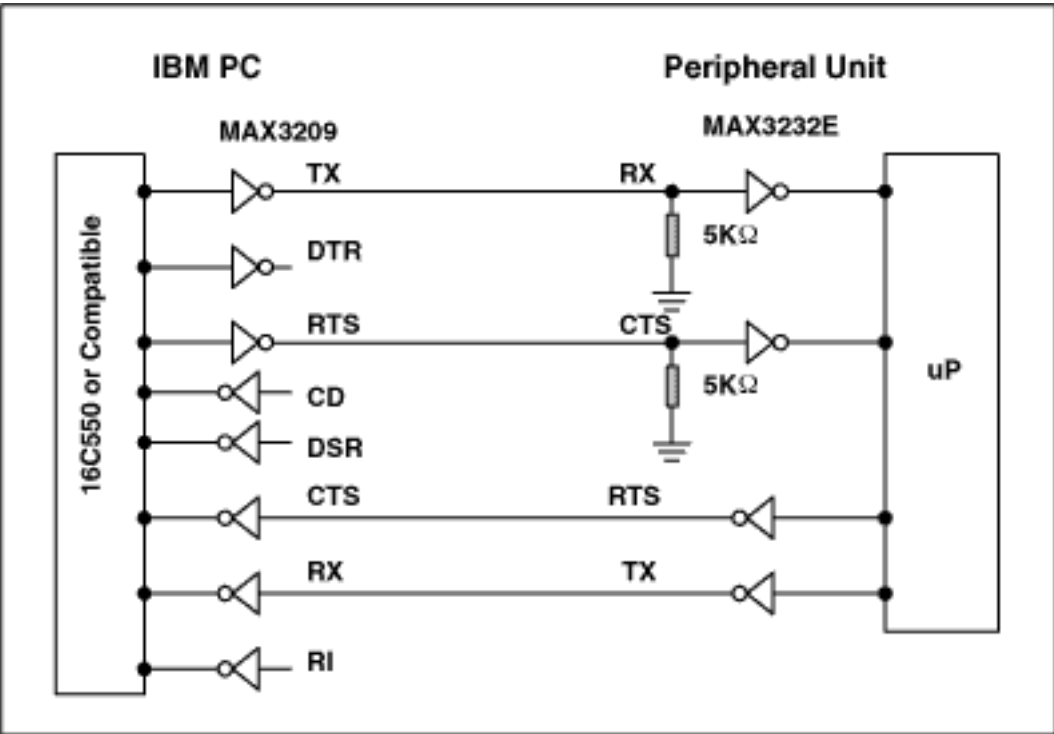 IBM PC
Peripheral Unit
MAX3209
MAX3232E
TX
RX
5KΩ
DTR
RTS
CTS
5KΩ
CD
DSR
CTS
RTS
RX
TX
RI
16C550 or Compatible
uP